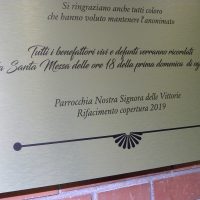 Si ringraziano anche tutti coloro
che hanno voluto mantenere l'anonimato
Tutti i benefattori vivi e defunti verranno ricordati
Santa Messa delle ore 18 della prima domenica di
Parrocchia Nostra Signora delle Vittorie
Rifacimento copertura 2019